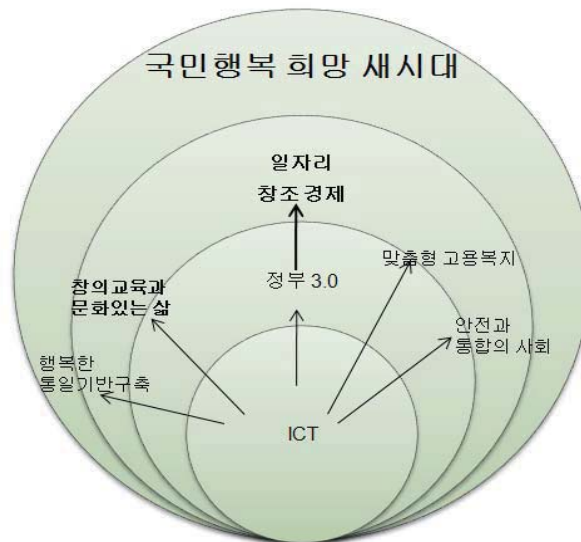 국민행복 희망 새시대
일자리
창조 경제
정부 3.0
맞춤형 고용복지
창의교육과
문화있는 삶
안전과
통합의 사회
행복한
통일기반구축
ICT